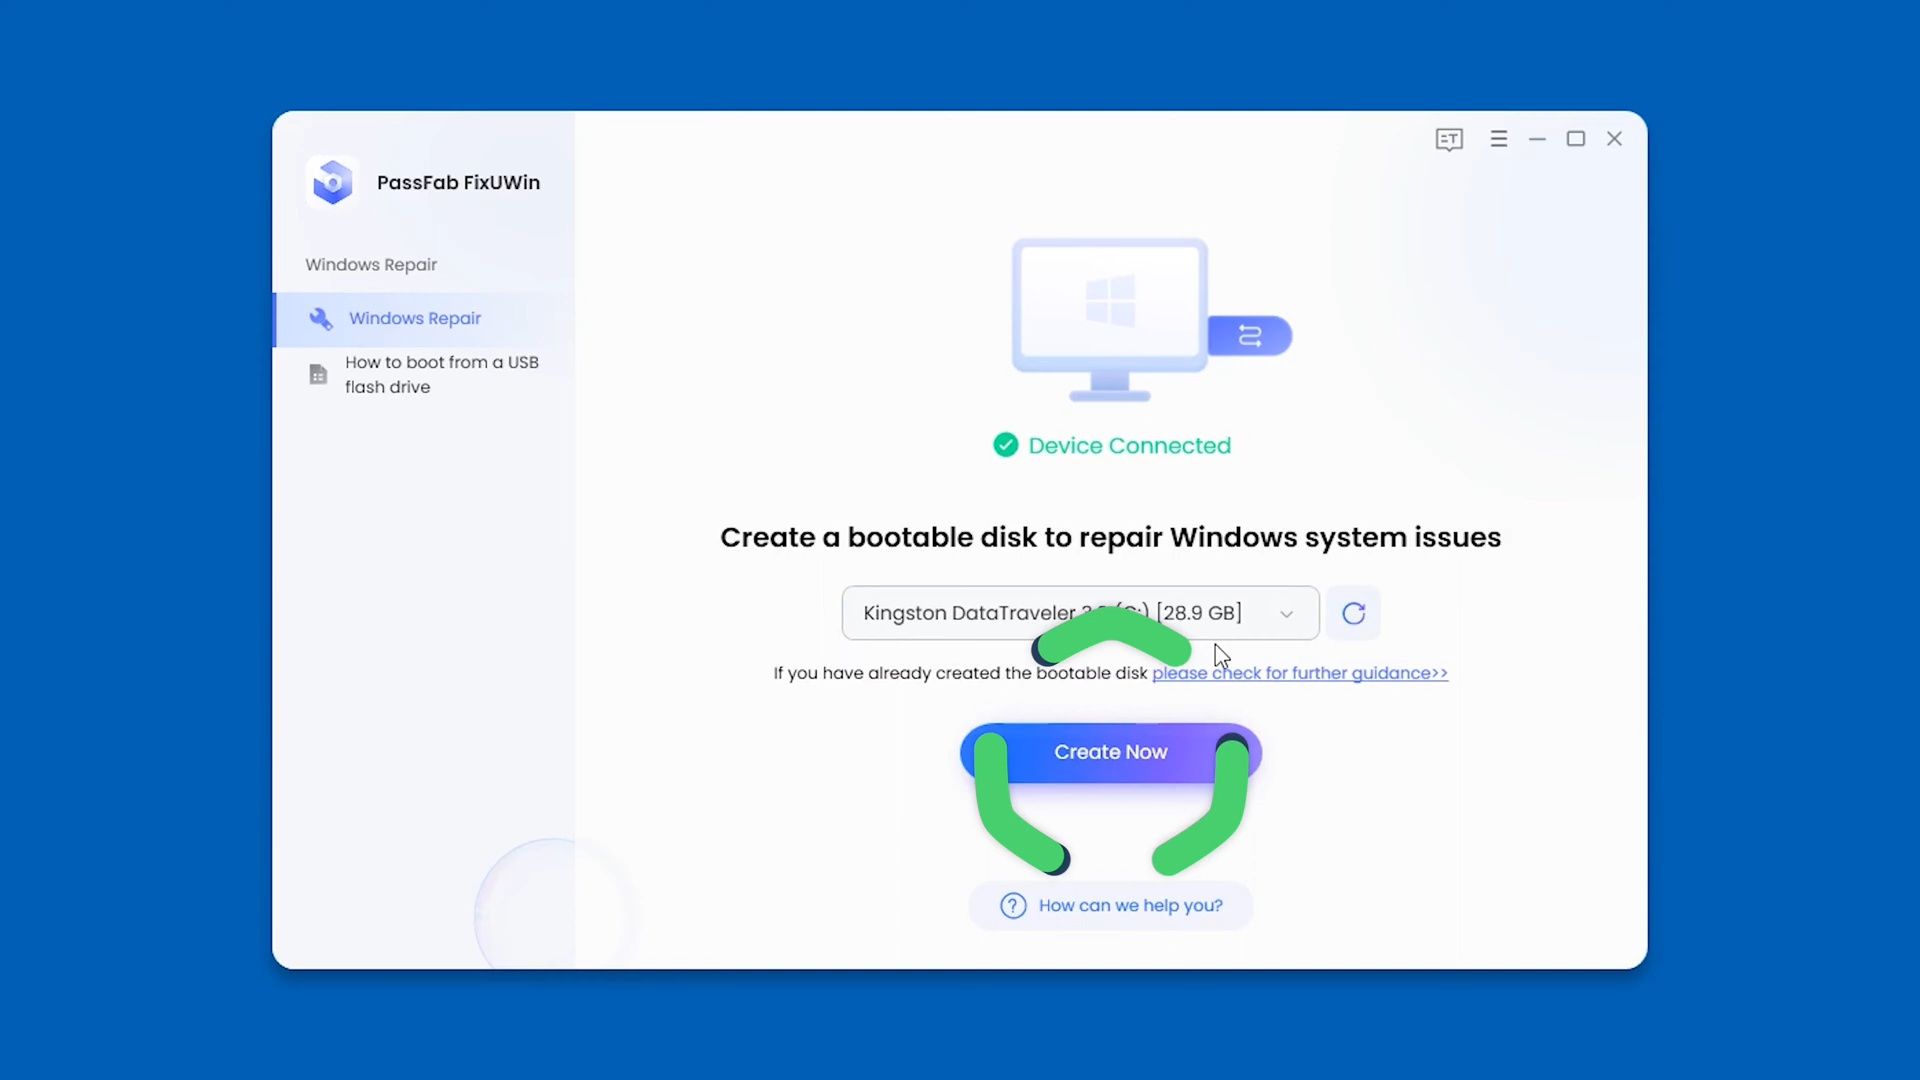 PassFab FixUWin
Windows Repair
Windows Repair
How to boot from a USB
flash drive
Device Connected
Create a bootable disk to repair Windows system issues
Kingston DataTraveler [28.9 GB]
If you have already created the bootable disk please check for further guidance>>
Create Now
How can we help you?